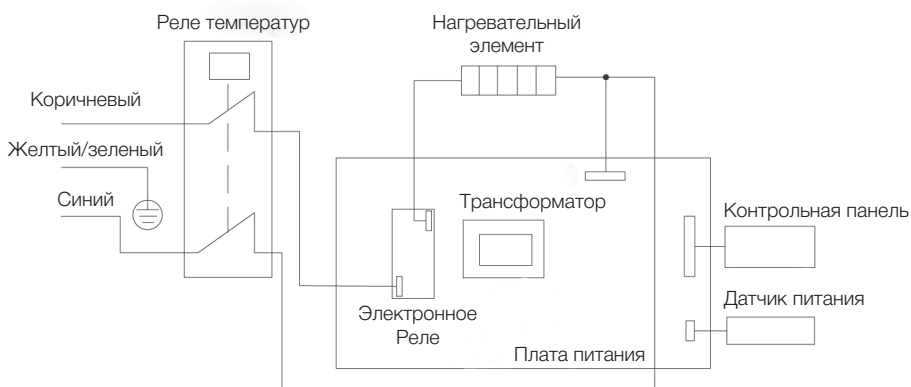 Реле температур
Нагревательный
элемент
Коричневый
Желтый/зеленый
Синий
Трансформатор
Контрольная панель
Датчик питания
Электронное
Реле
Плата питания